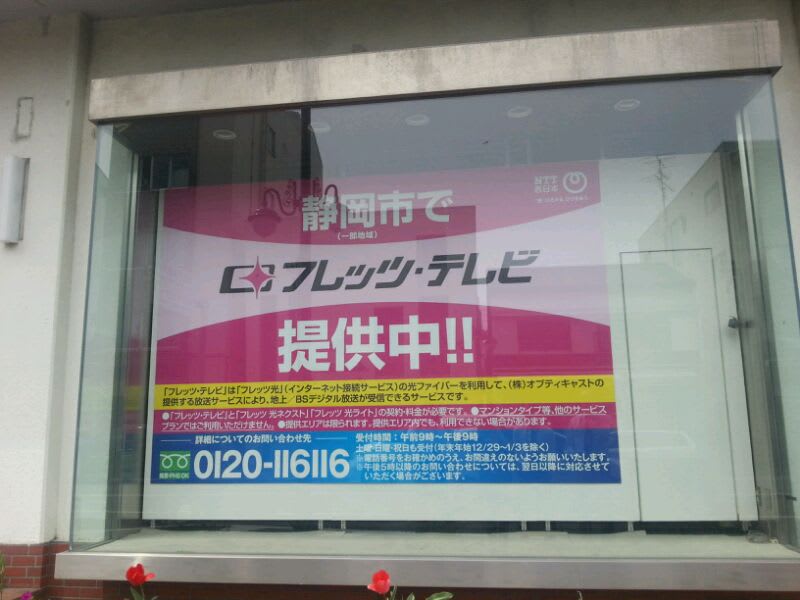 NTT
西日本
静岡市で
(一部地域)
フレッツ・テレビ
提供中!!
「フレッツ・テレビ」は「フレッツ光」(インターネット接続サービス)の光ファイバーを利用して、(株)オプティキャストの
提供する放送サービスにより、地上/BSデジタル放送が受信できるサービスです。
●「フレッツ・テレビ」と「フレッツ 光ネクスト」「フレッツ 光ライト」の契約・料金が必要です。●マンションタイプ等、他のサービス
プランではご利用いただけません。●提供エリアは限られます。提供エリア内でも、利用できない場合があります。
詳細についてのお問い合わせ先
0120-116116
携帯・PHS OK
受付時間:午前9時～午後9時
土曜・日曜・祝日も受付(年末年始12/29～1/3を除く)
※電話番号をお確かめのうえ、お間違えのないようお願いいたします。
※午後5時以降のお問い合わせについては、翌日以降に対応させて
いただく場合がございます。